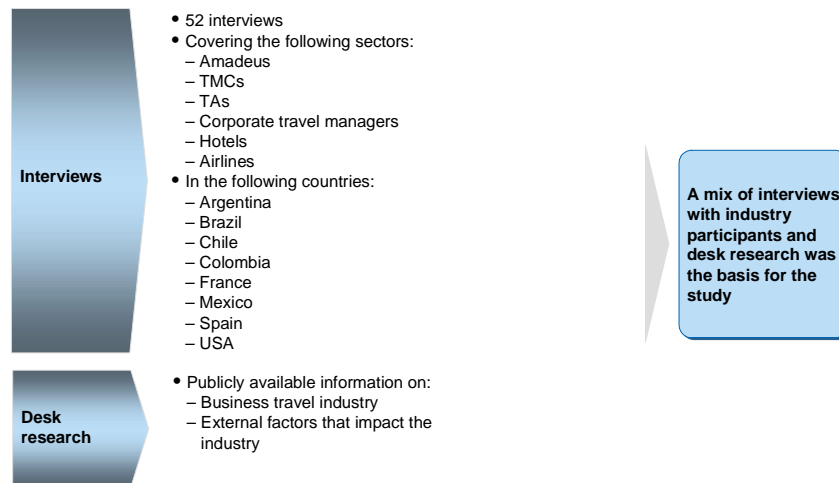 Interviews
• 52 interviews
• Covering the following sectors:
– Amadeus
– TMCs
– TAs
– Corporate travel managers
– Hotels
– Airlines
• In the following countries:
– Argentina
– Brazil
– Chile
– Colombia
– France
– Mexico
– Spain
– USA
Desk
research
• Publicly available information on:
– Business travel industry
– External factors that impact the
industry
A mix of interviews
with industry
participants and
desk research was
the basis for the
study